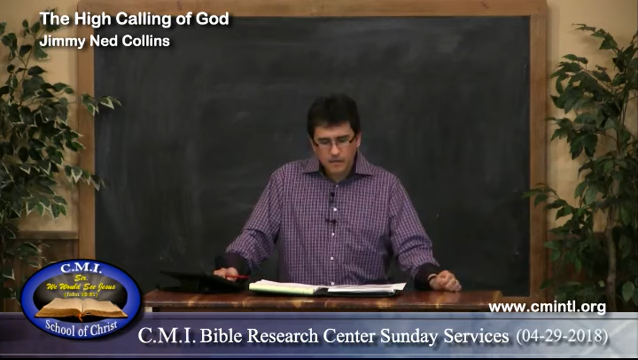 The High Calling of God
Jimmy Ned Collins
C.M.I.
Sir,
We Would See Jesus
(John 12:21)
School of Christ
www.cmintl.org
C.M.I. Bible Research Center Sunday Services (04-29-2018)